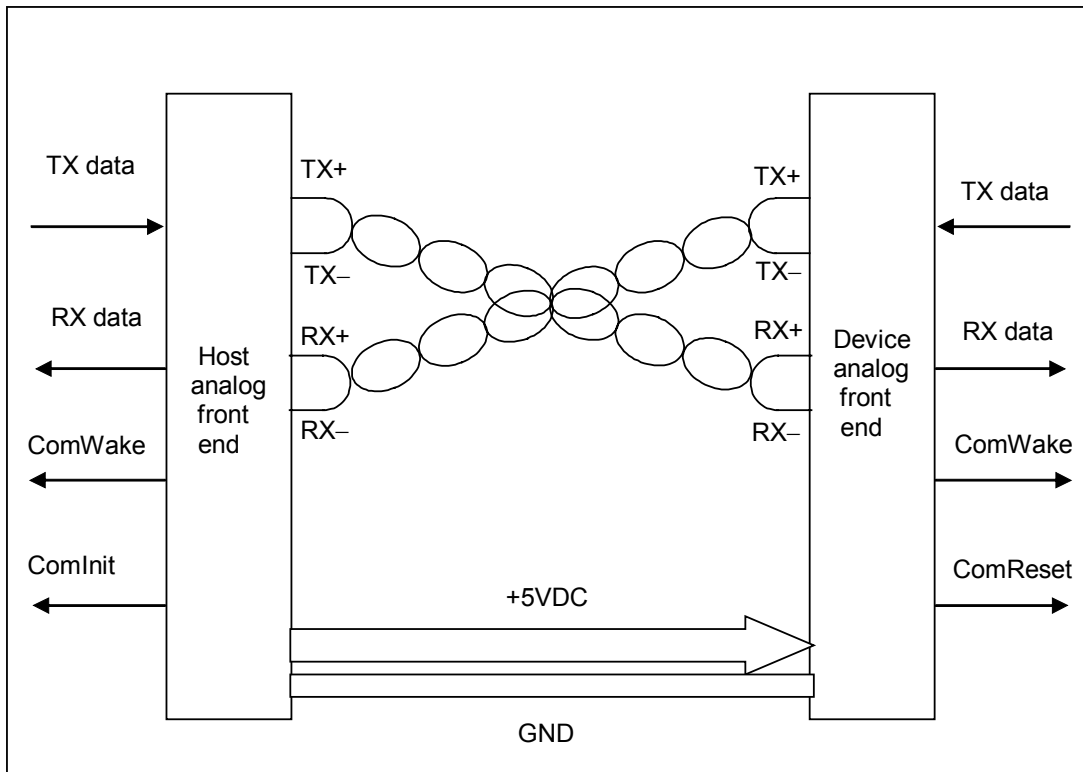 TX+
TX+
TX data
TX data
TX–
TX–
RX data
RX+
RX+
RX data
Host
analog
front
end
Device
analog
front
end
RX–
RX–
ComWake
ComWake
ComInit
ComReset
+5VDC
GND